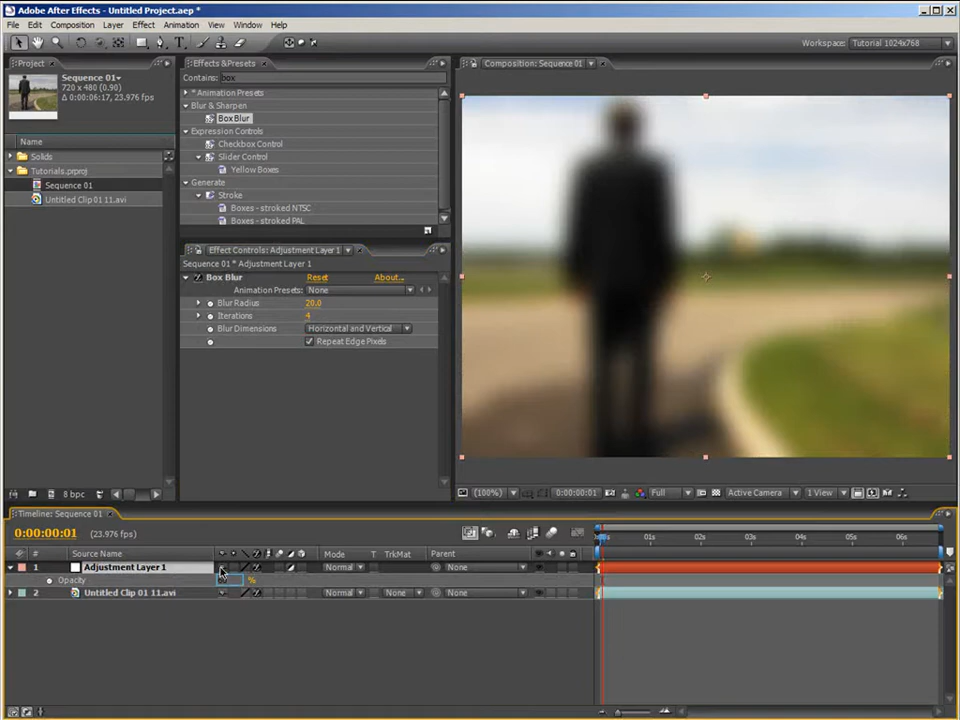 Adobe After Effects - Untitled Project.aep *
File Edit Composition Layer Effect Animation View Window Help
Workspace: Tutorial 1024x768
Project
Sequence 01
720 x 480 (0.90)
Δ 0:00:06:17, 23.976 fps
Name
Solids
Tutorials.prproj
Sequence 01
Untitled Clip 01 11.avi
8 bpc
Effects & Presets
Contains: box
* Animation Presets
Blur & Sharpen
Box Blur
Expression Controls
Checkbox Control
Slider Control
Yellow Boxes
Generate
Stroke
Boxes - stroked NTSC
Boxes - stroked PAL
Effect Controls: Adjustment Layer 1
Sequence 01 * Adjustment Layer 1
Box Blur Reset About...
Animation Presets: None
Blur Radius 20.0
Iterations 4
Blur Dimensions Horizontal and Vertical
Repeat Edge Pixels
Composition: Sequence 01
(100%) 0:00:00:01 Full Active Camera 1 View
Timeline: Sequence 01
0:00:00:01 (23.976 fps)
01s 02s 03s 04s 05s 06s
# Source Name Mode T TrkMat Parent
1 Adjustment Layer 1 Normal None
Opacity %
2 Untitled Clip 01 11.avi Normal None None